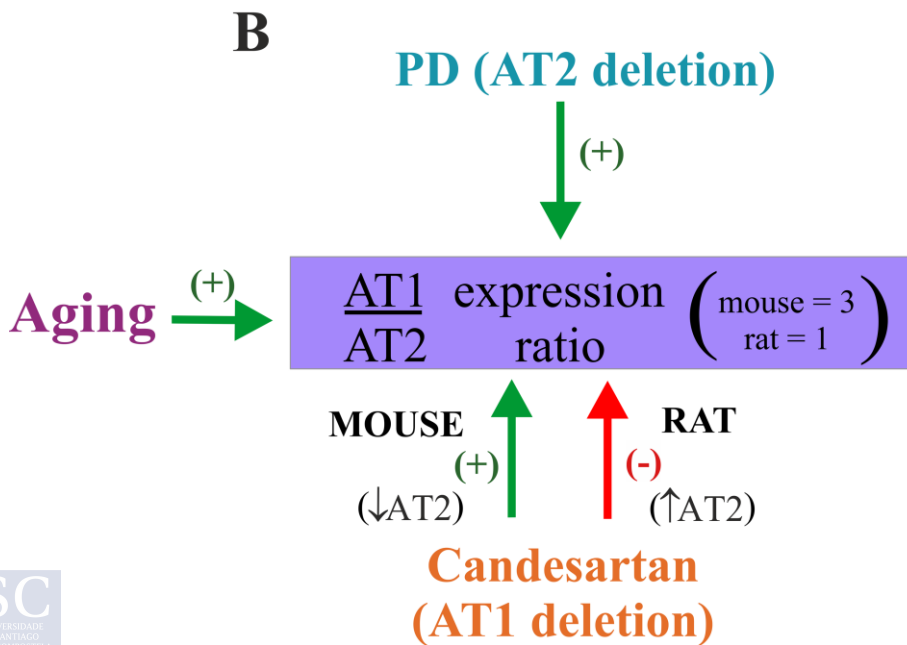 B
PD (AT2 deletion)
(+)
Aging
(+)
AT1 expression
AT2 ratio
(mouse = 3
rat = 1)
MOUSE
(+)
(↓AT2)
RAT
(-)
(↑AT2)
Candesartan
(AT1 deletion)
SC